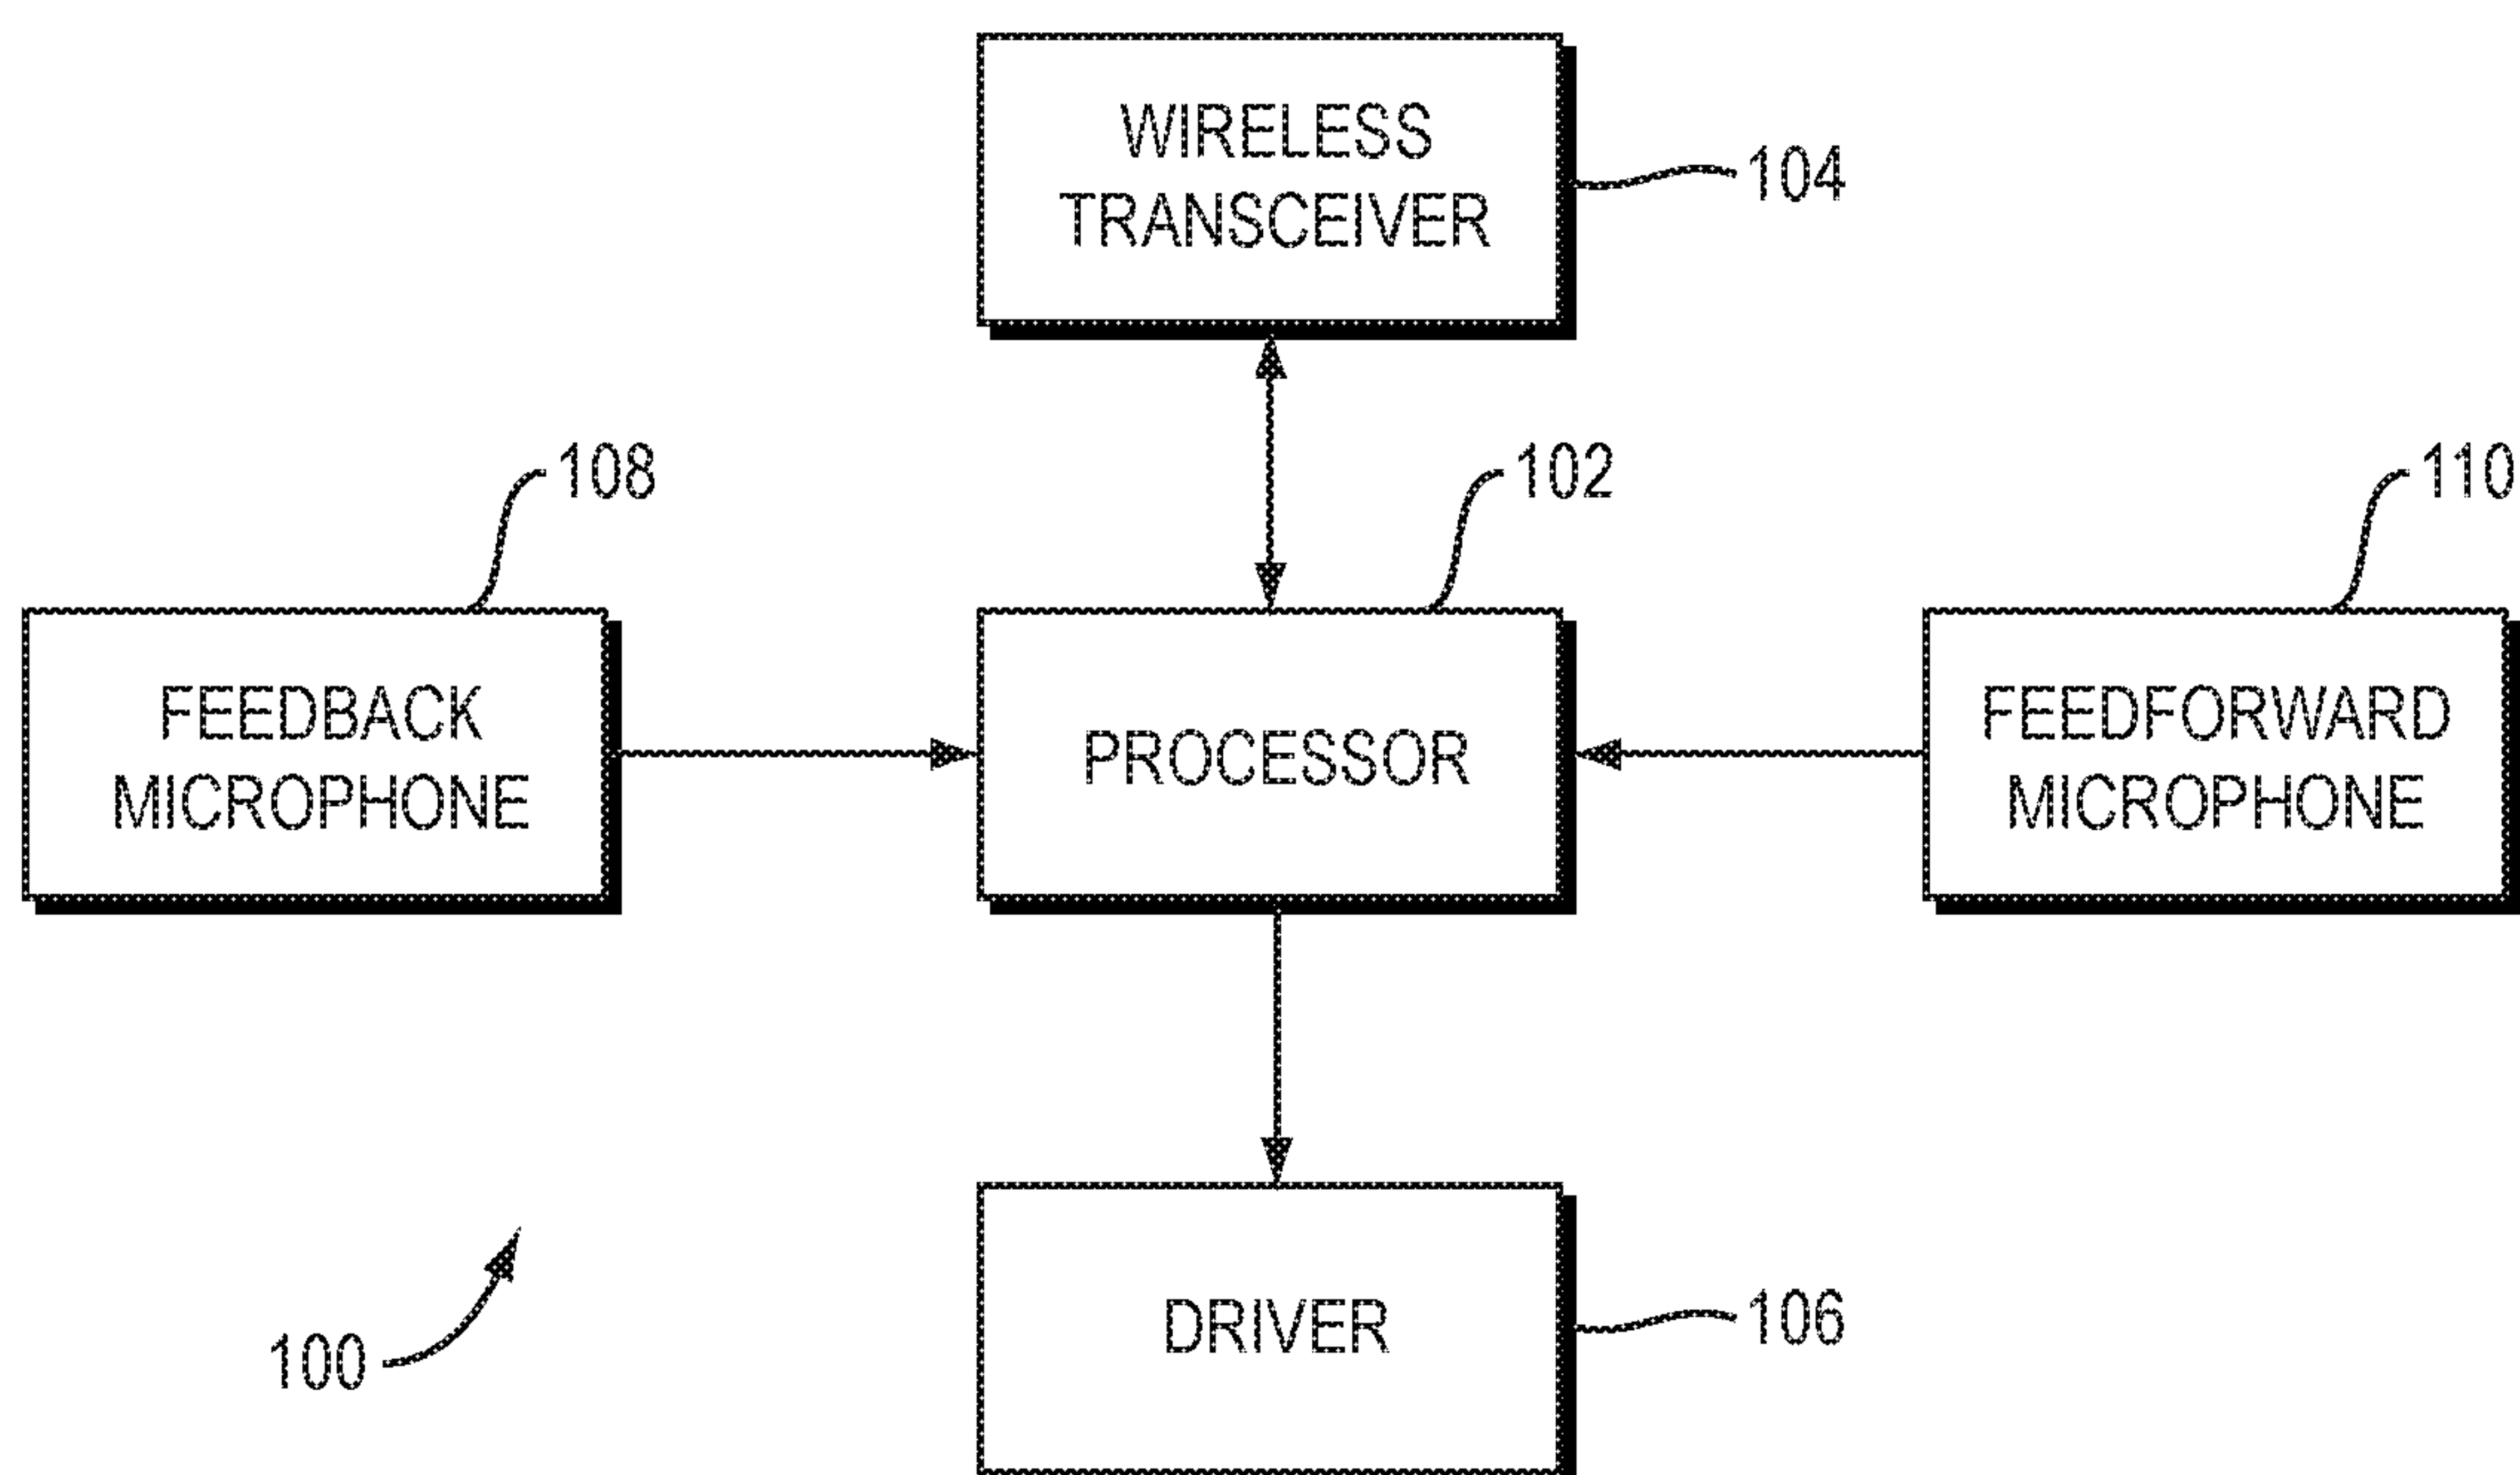 WIRELESS
TRANSCEIVER
104
108
102
110
FEEDBACK
MICROPHONE
PROCESSOR
FEEDFORWARD
MICROPHONE
DRIVER
106
100